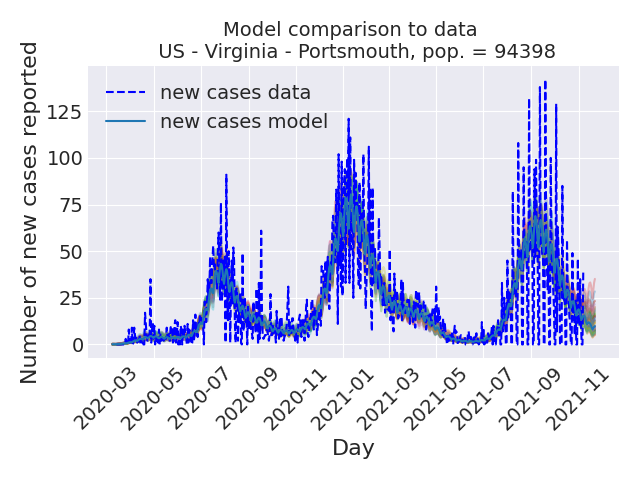 Model comparison to data
US - Virginia - Portsmouth, pop. = 94398
new cases data
new cases model
Number of new cases reported
125
100
75
50
25
0
2020-03
2020-05
2020-07
2020-09
2020-11
2021-01
2021-03
2021-05
2021-07
2021-09
2021-11
Day